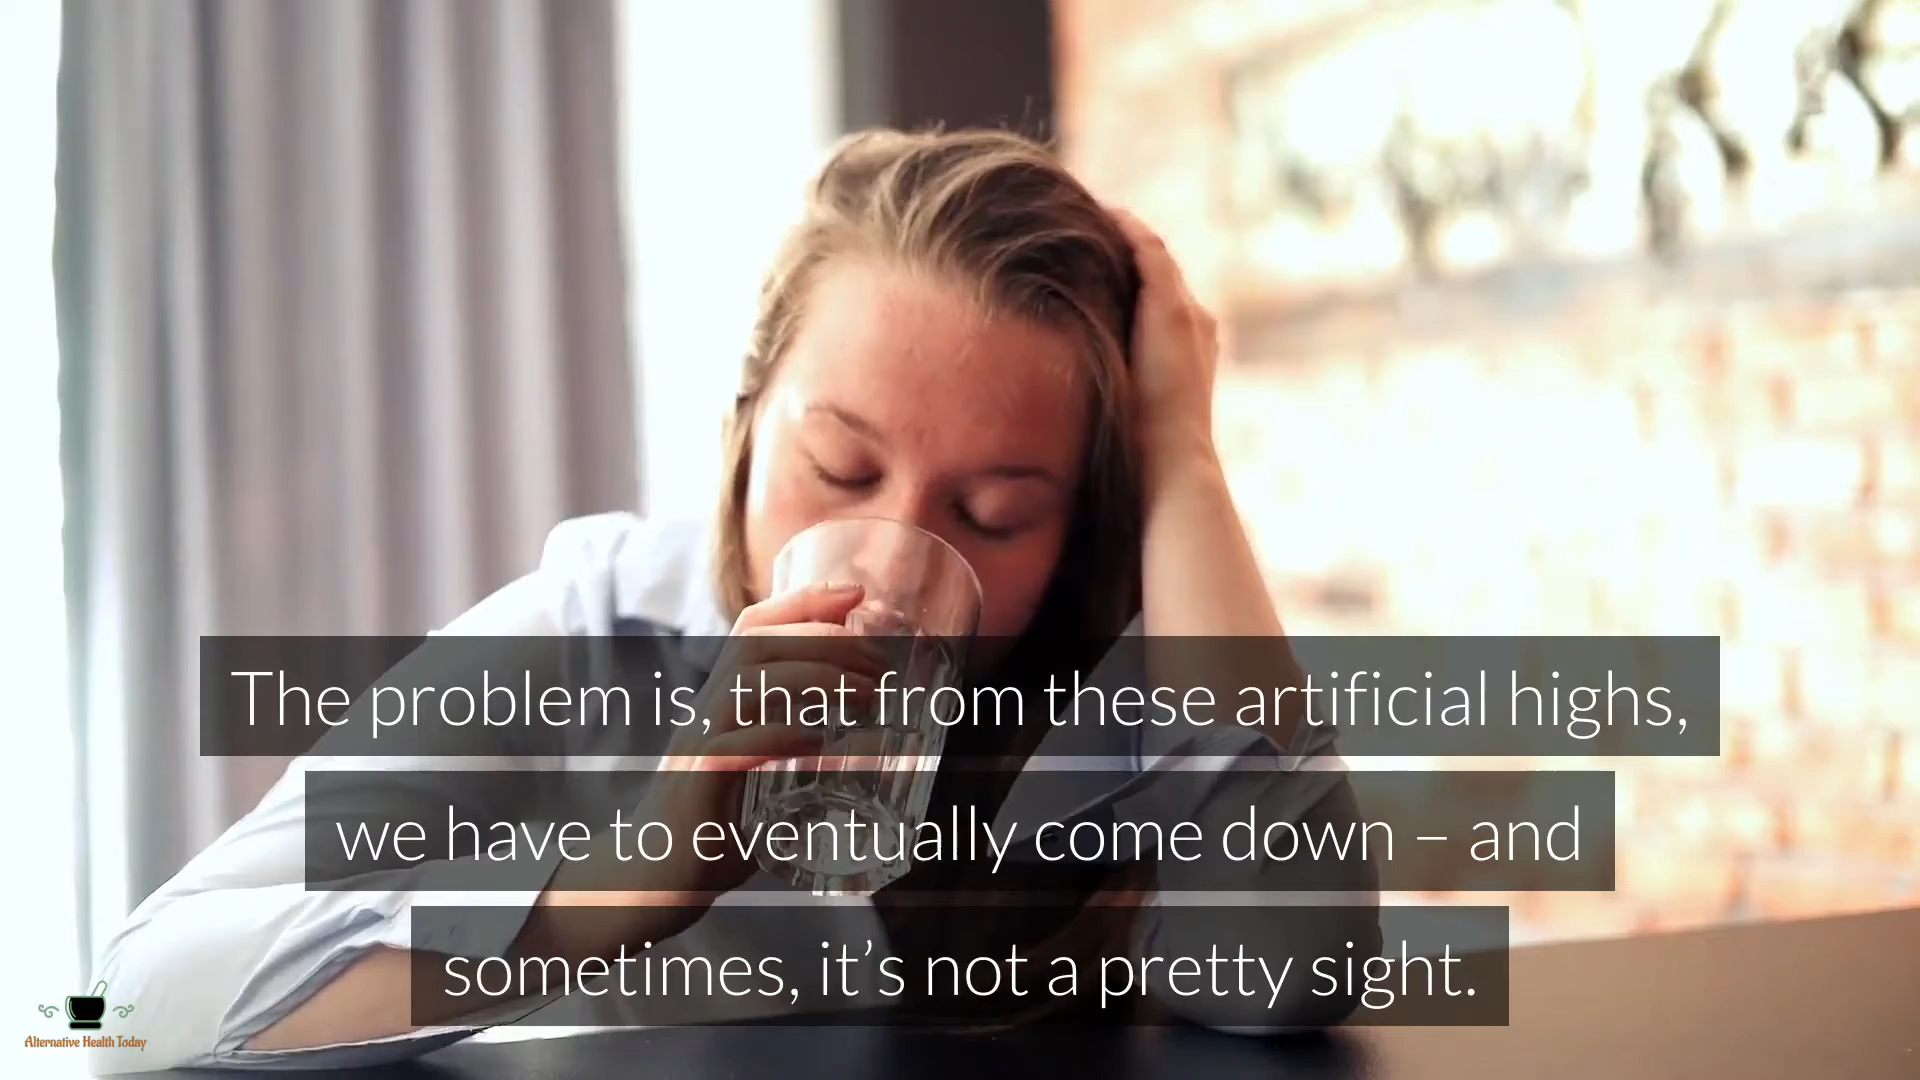 The problem is, that from these artificial highs,
we have to eventually come down – and
sometimes, it’s not a pretty sight.
Alternative Health Today